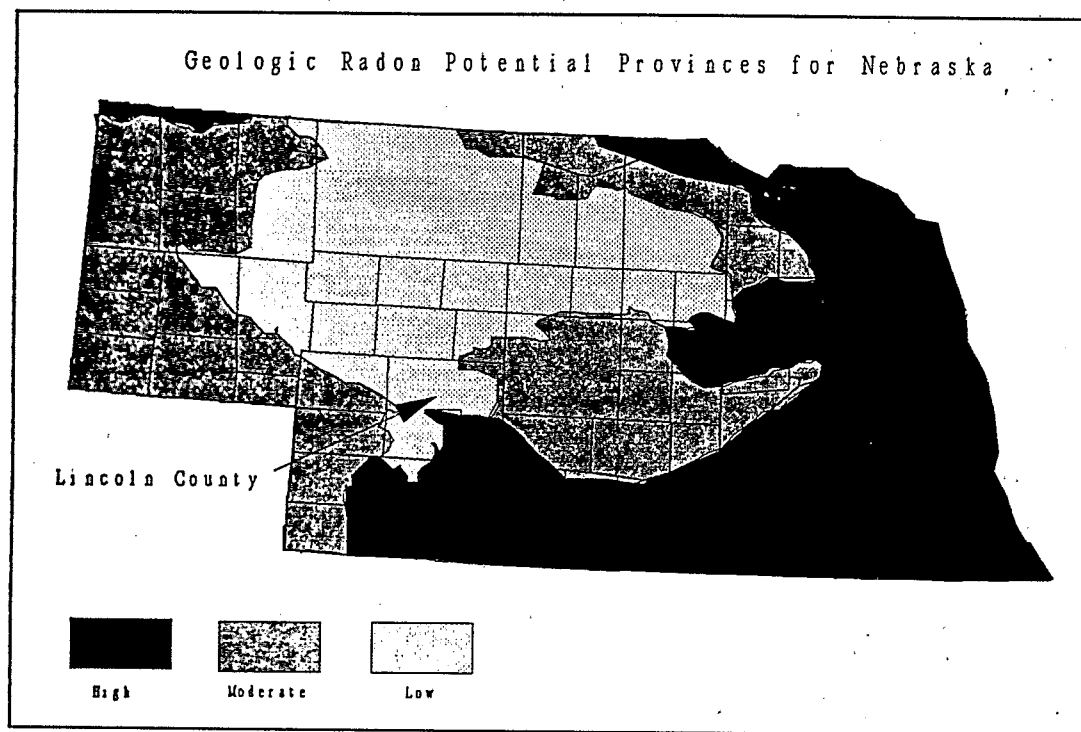 Geologic Radon Potential Provinces for Nebraska
Lincoln County
High
Moderate
Low